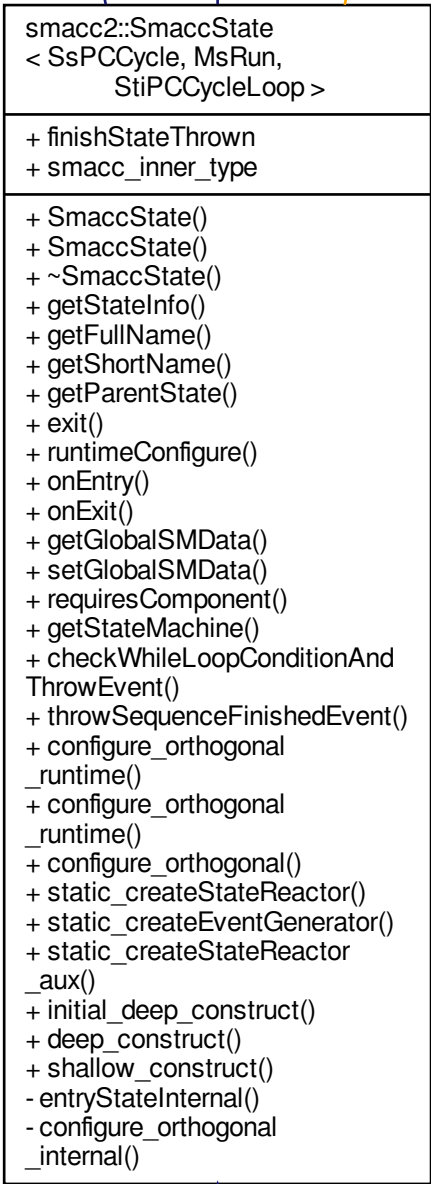 smacc2::SmaccState
< SsPCCycle, MsRun,
StiPCCycleLoop >
+ finishStateThrown
+ smacc_inner_type
+ SmaccState()
+ SmaccState()
+ ~SmaccState()
+ getStateInfo()
+ getFullName()
+ getShortName()
+ getParentState()
+ exit()
+ runtimeConfigure()
+ onEntry()
+ onExit()
+ getGlobalSMData()
+ setGlobalSMData()
+ requiresComponent()
+ getStateMachine()
+ checkWhileLoopConditionAnd
ThrowEvent()
+ throwSequenceFinishedEvent()
+ configure_orthogonal
_runtime()
+ configure_orthogonal
_runtime()
+ configure_orthogonal()
+ static_createStateReactor()
+ static_createEventGenerator()
+ static_createStateReactor
_aux()
+ initial_deep_construct()
+ deep_construct()
+ shallow_construct()
- entryStateInternal()
- configure_orthogonal
_internal()